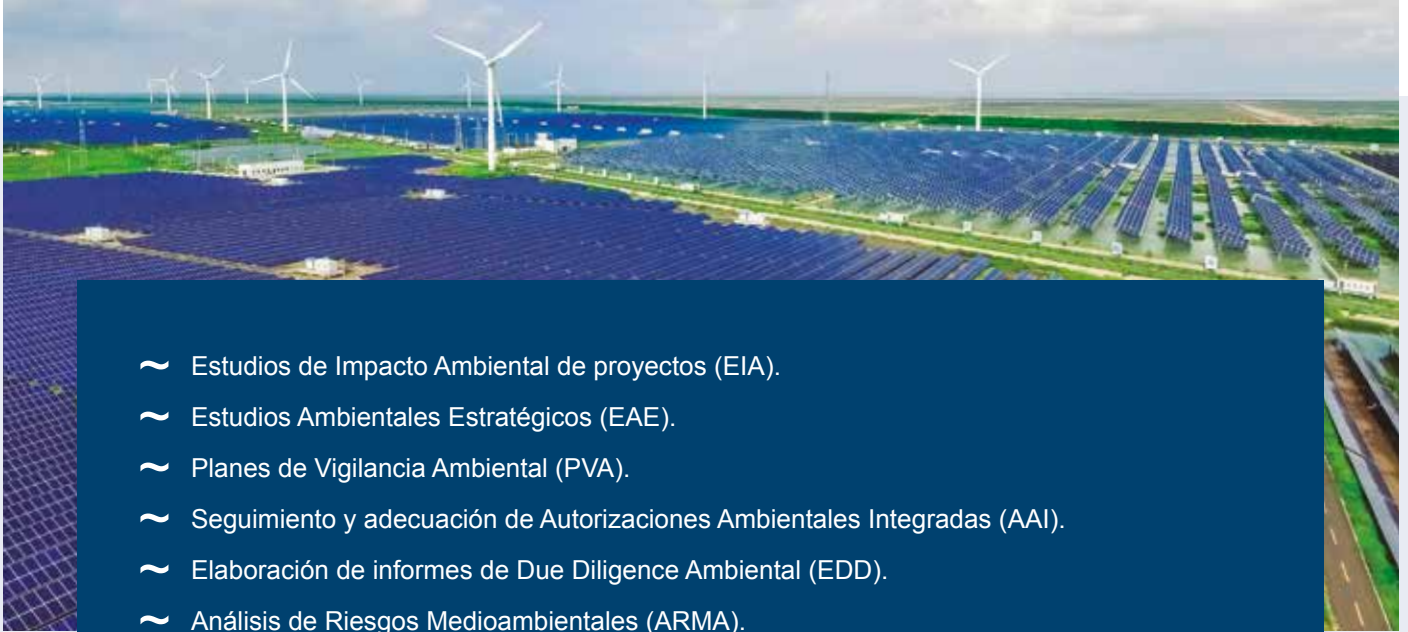 ~ Estudios de Impacto Ambiental de proyectos (EIA).
~ Estudios Ambientales Estratégicos (EAE).
~ Planes de Vigilancia Ambiental (PVA).
~ Seguimiento y adecuación de Autorizaciones Ambientales Integradas (AAI).
~ Elaboración de informes de Due Diligence Ambiental (EDD).
~ Análisis de Riesgos Medioambientales (ARMA).